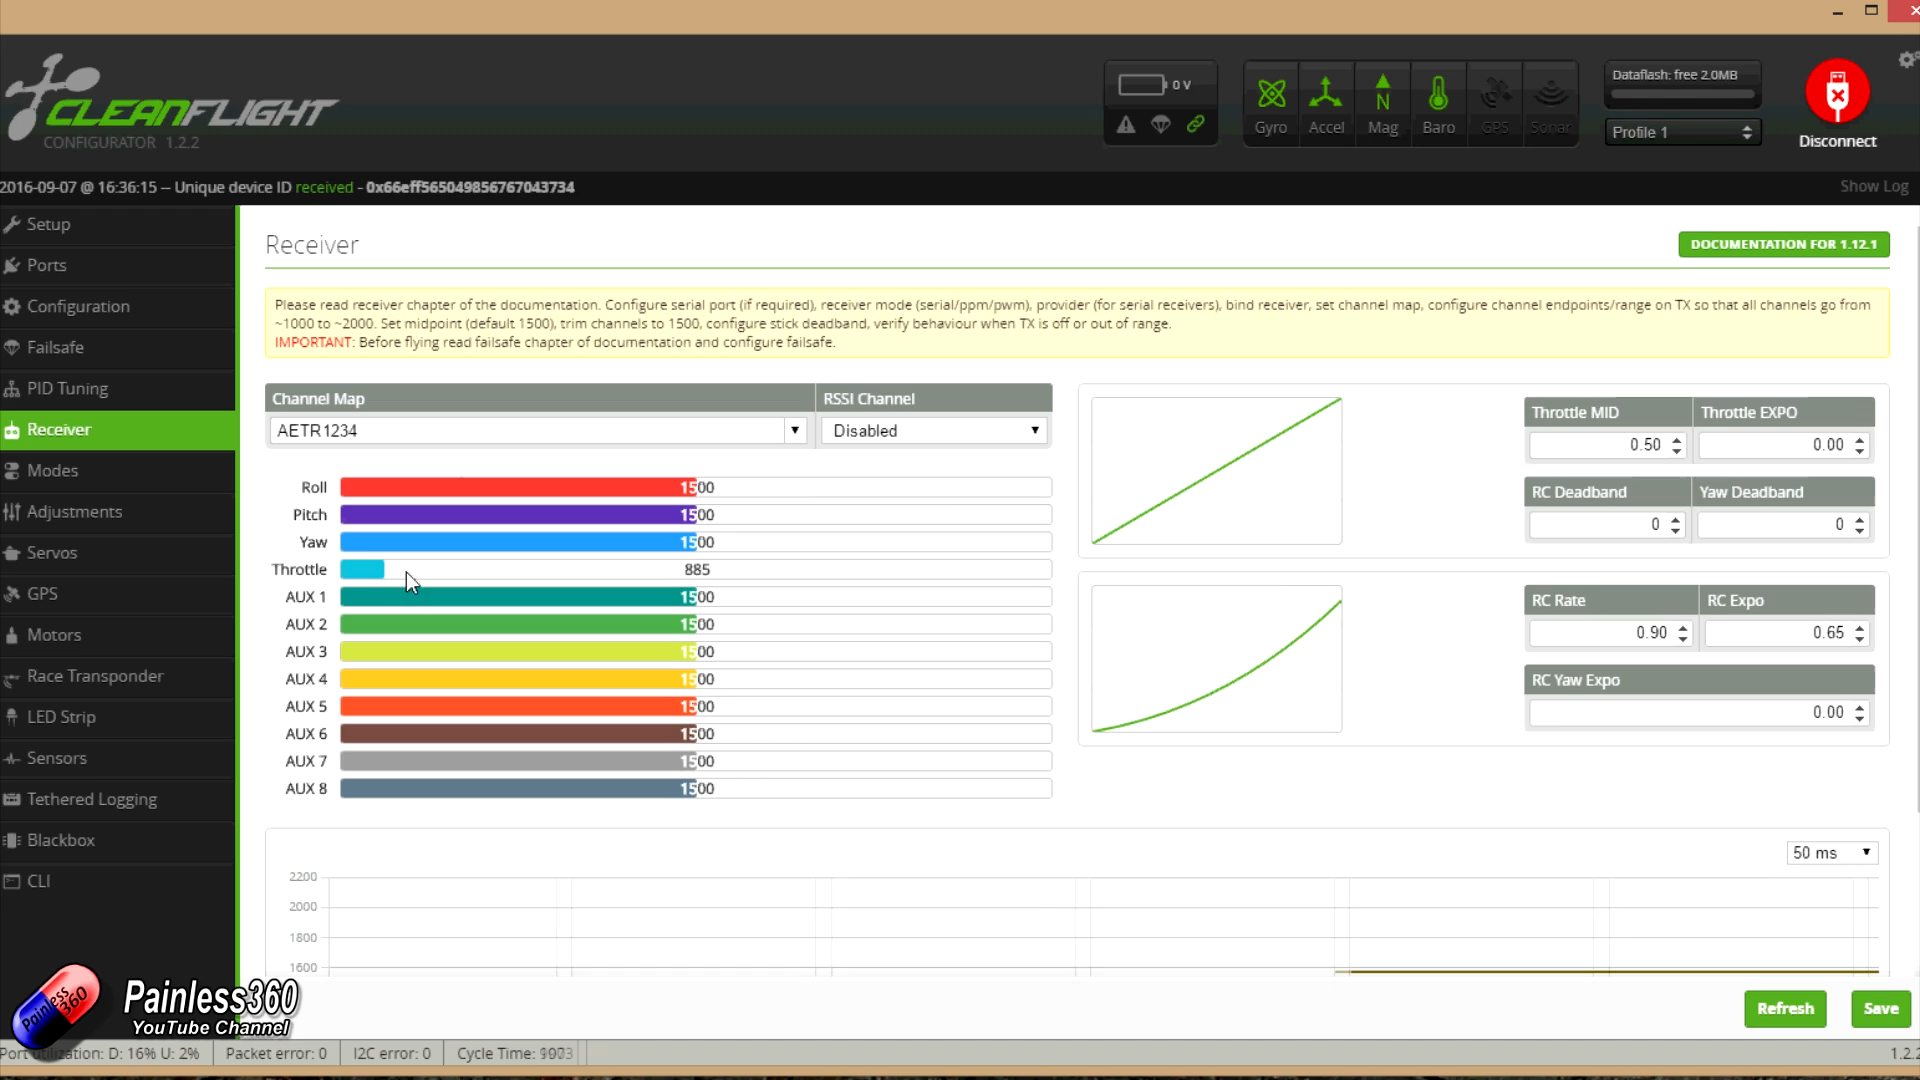 CLEANFLIGHT
CONFIGURATOR 1.2.2
0 V
Gyro
Accel
N
Mag
Baro
GPS
Sonar
Dataflash: free 2.0MB
Profile 1
Disconnect
2016-09-07 @ 16:36:15 -- Unique device ID received - 0x66eff565049856767043734
Show Log
Setup
Ports
Configuration
Failsafe
PID Tuning
Receiver
Modes
Adjustments
Servos
GPS
Motors
Race Transponder
LED Strip
Sensors
Tethered Logging
Blackbox
CLI
Receiver
DOCUMENTATION FOR 1.12.1
Please read receiver chapter of the documentation. Configure serial port (if required), receiver mode (serial/ppm/pwm), provider (for serial receivers), bind receiver, set channel map, configure channel endpoints/range on TX so that all channels go from
~1000 to ~2000. Set midpoint (default 1500), trim channels to 1500, configure stick deadband, verify behaviour when TX is off or out of range.
IMPORTANT: Before flying read failsafe chapter of documentation and configure failsafe.
Channel Map
RSSI Channel
AETR1234
Disabled
Roll 1500
Pitch 1500
Yaw 1500
Throttle 885
AUX 1 1500
AUX 2 1500
AUX 3 1500
AUX 4 1500
AUX 5 1500
AUX 6 1500
AUX 7 1500
AUX 8 1500
Throttle MID
Throttle EXPO
0.50
0.00
RC Deadband
Yaw Deadband
0
0
RC Rate
RC Expo
0.90
0.65
RC Yaw Expo
0.00
50 ms
2200
2000
1800
1600
Refresh
Save
Painless360
Painless360
YouTube Channel
Port utilization: D: 16% U: 2%
Packet error: 0
I2C error: 0
Cycle Time:
1.2.2